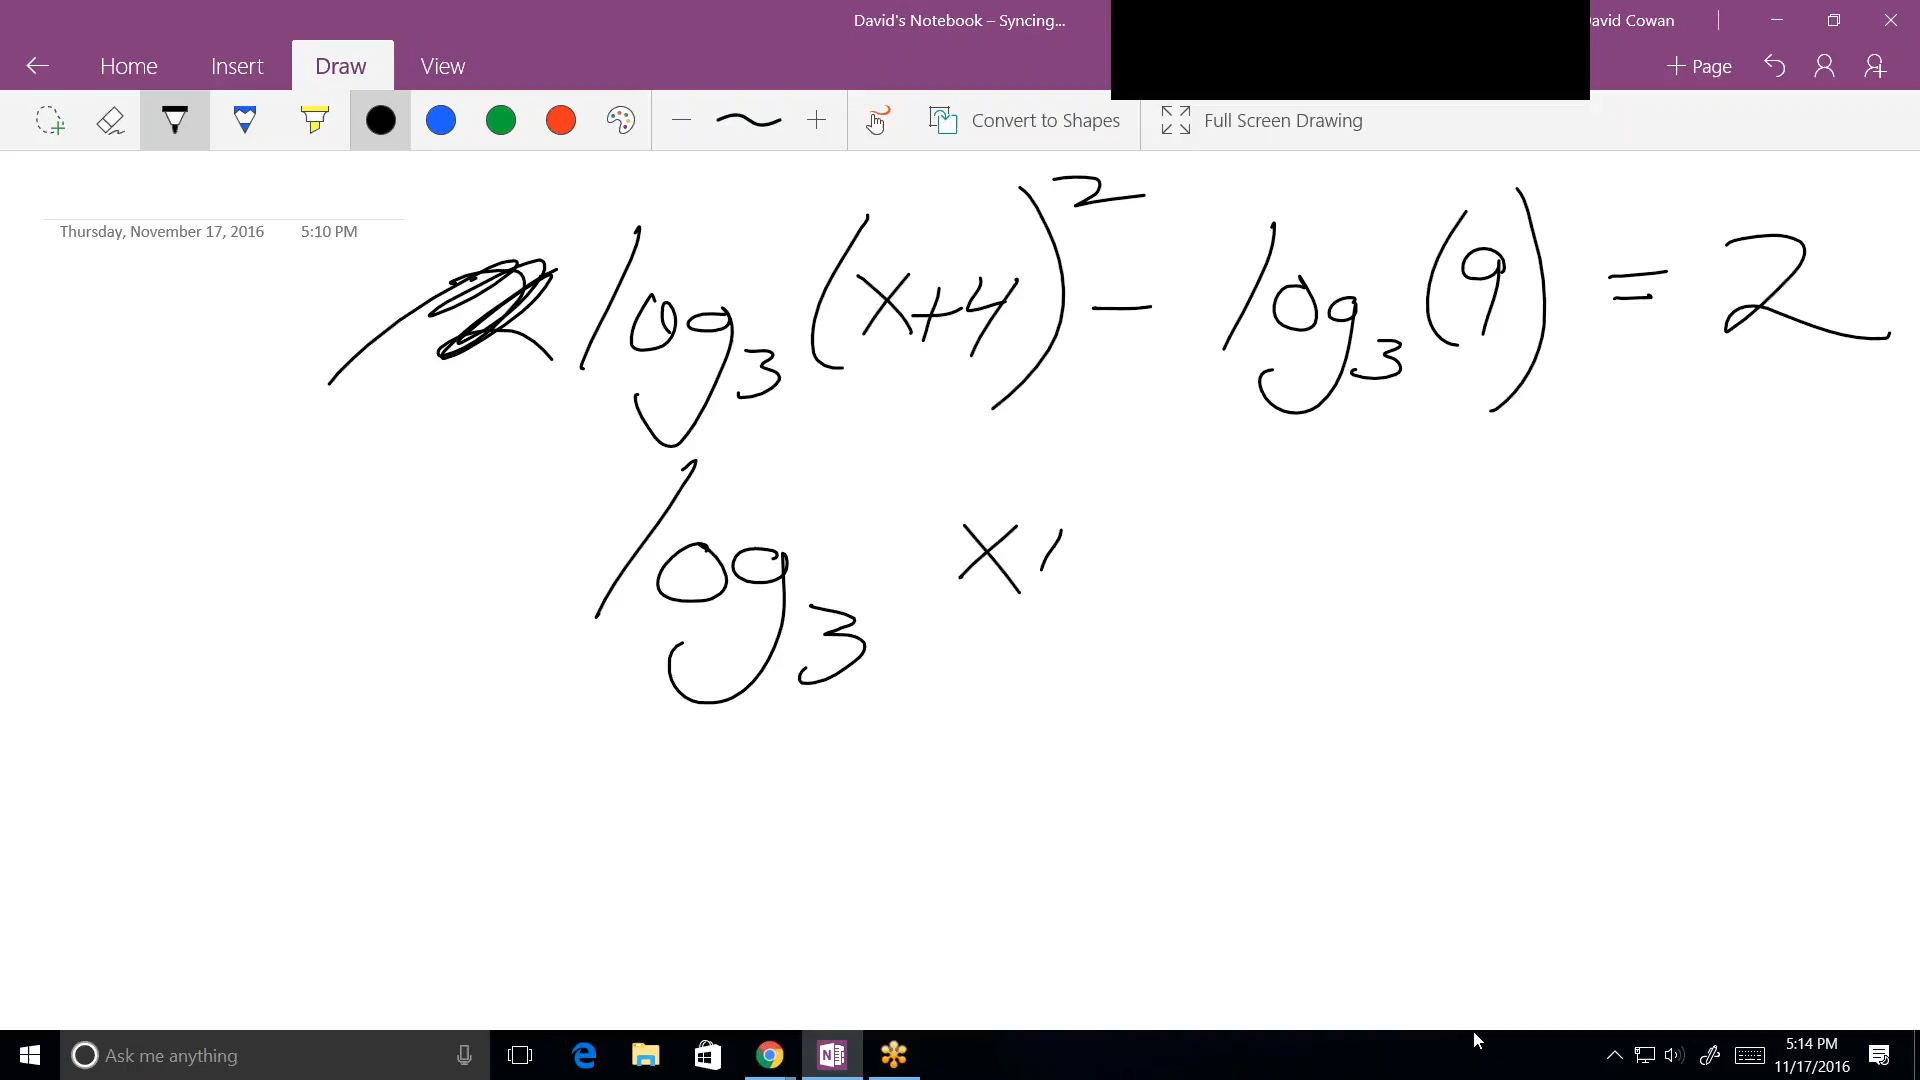 David's Notebook – Syncing...
avid Cowan
Home Insert Draw View
Page
Convert to Shapes Full Screen Drawing
Thursday, November 17, 2016 5:10 PM
log₃(x+4)² − log₃(9) = 2
log₃ x
Ask me anything
5:14 PM
11/17/2016